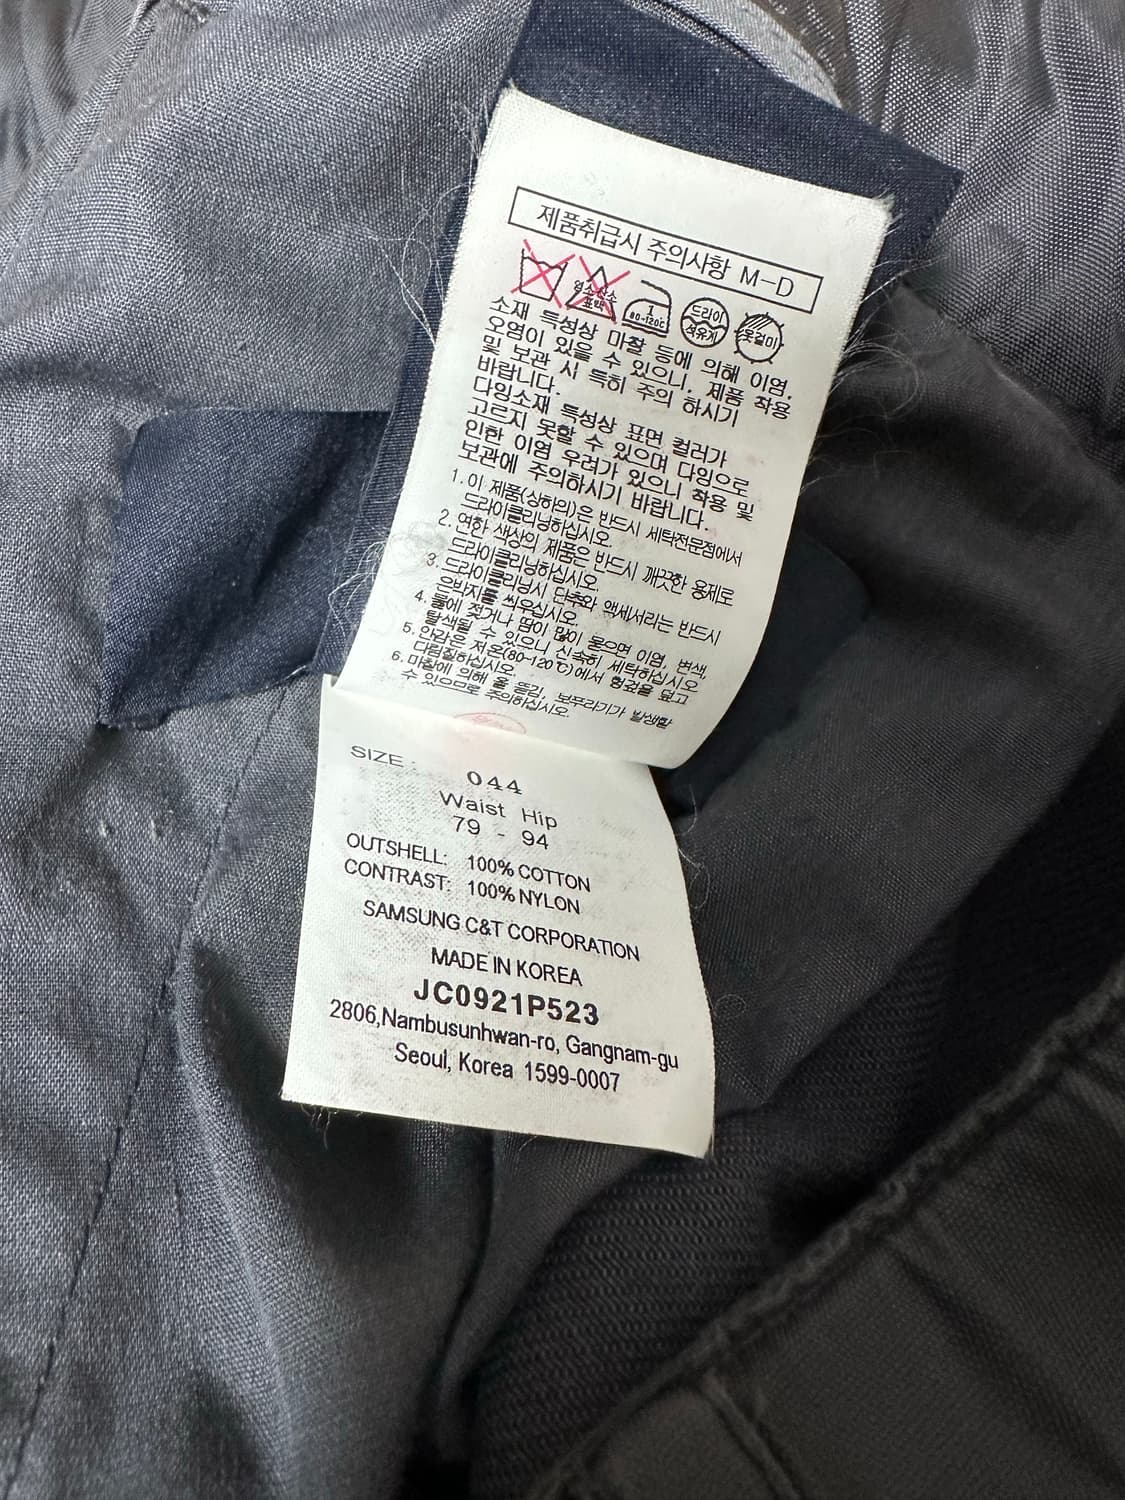 제품취급시 주의사항 M-D
염소산소
표백
1
80-120℃
드라이
석유계
옷걸이
소재 특성상 마찰 등에 의해 이염,
오염이 있을 수 있으니, 제품 착용
및 보관 시 특히 주의 하시기
바랍니다.
다잉소재 특성상 표면 컬러가
고르지 못할 수 있으며 다잉으로
인한 이염 우려가 있으니 착용 및
보관에 주의하시기 바랍니다.
1. 이 제품(상하의)은 반드시 세탁전문점에서
드라이클리닝하십시오.
2. 연한 색상의 제품은 반드시 깨끗한 용제로
드라이클리닝하십시오.
3. 드라이클리닝시 단추와 액세서리는 반드시
은박지를 씌우십시오.
4. 물에 젖거나 땀이 많이 묻으면 이염, 변색,
탈색될 수 있으니 신속히 세탁하십시오
5. 안감은 저온(80-120℃)에서 헝겊을 덮고
다림질하십시오.
6. 마찰에 의해 올 뜯김, 보푸라기가 발생할
수 있으므로 주의하십시오.
SIZE : 044
Waist Hip
79 - 94
OUTSHELL: 100% COTTON
CONTRAST: 100% NYLON
SAMSUNG C&T CORPORATION
MADE IN KOREA
JC0921P523
2806,Nambusunhwan-ro, Gangnam-gu
Seoul, Korea 1599-0007